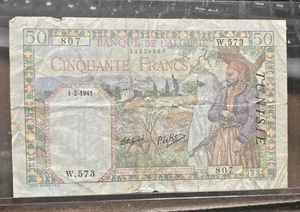 50 807 W.573 50
BANQUE DE L'ALGÉRIE
CINQUANTE FRANCS
1-2-1941
TUNISIE
W.573 807